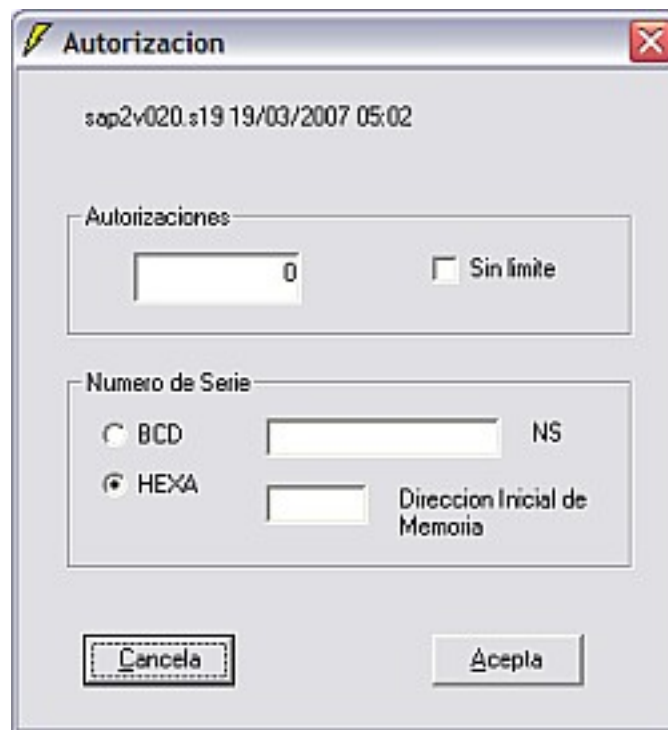 Autorizacion
sap2v020.s19 19/03/2007 05:02
Autorizaciones
0
Sin limite
Numero de Serie
BCD
NS
HEXA
Direccion Inicial de
Memoria
Cancela
Acepta